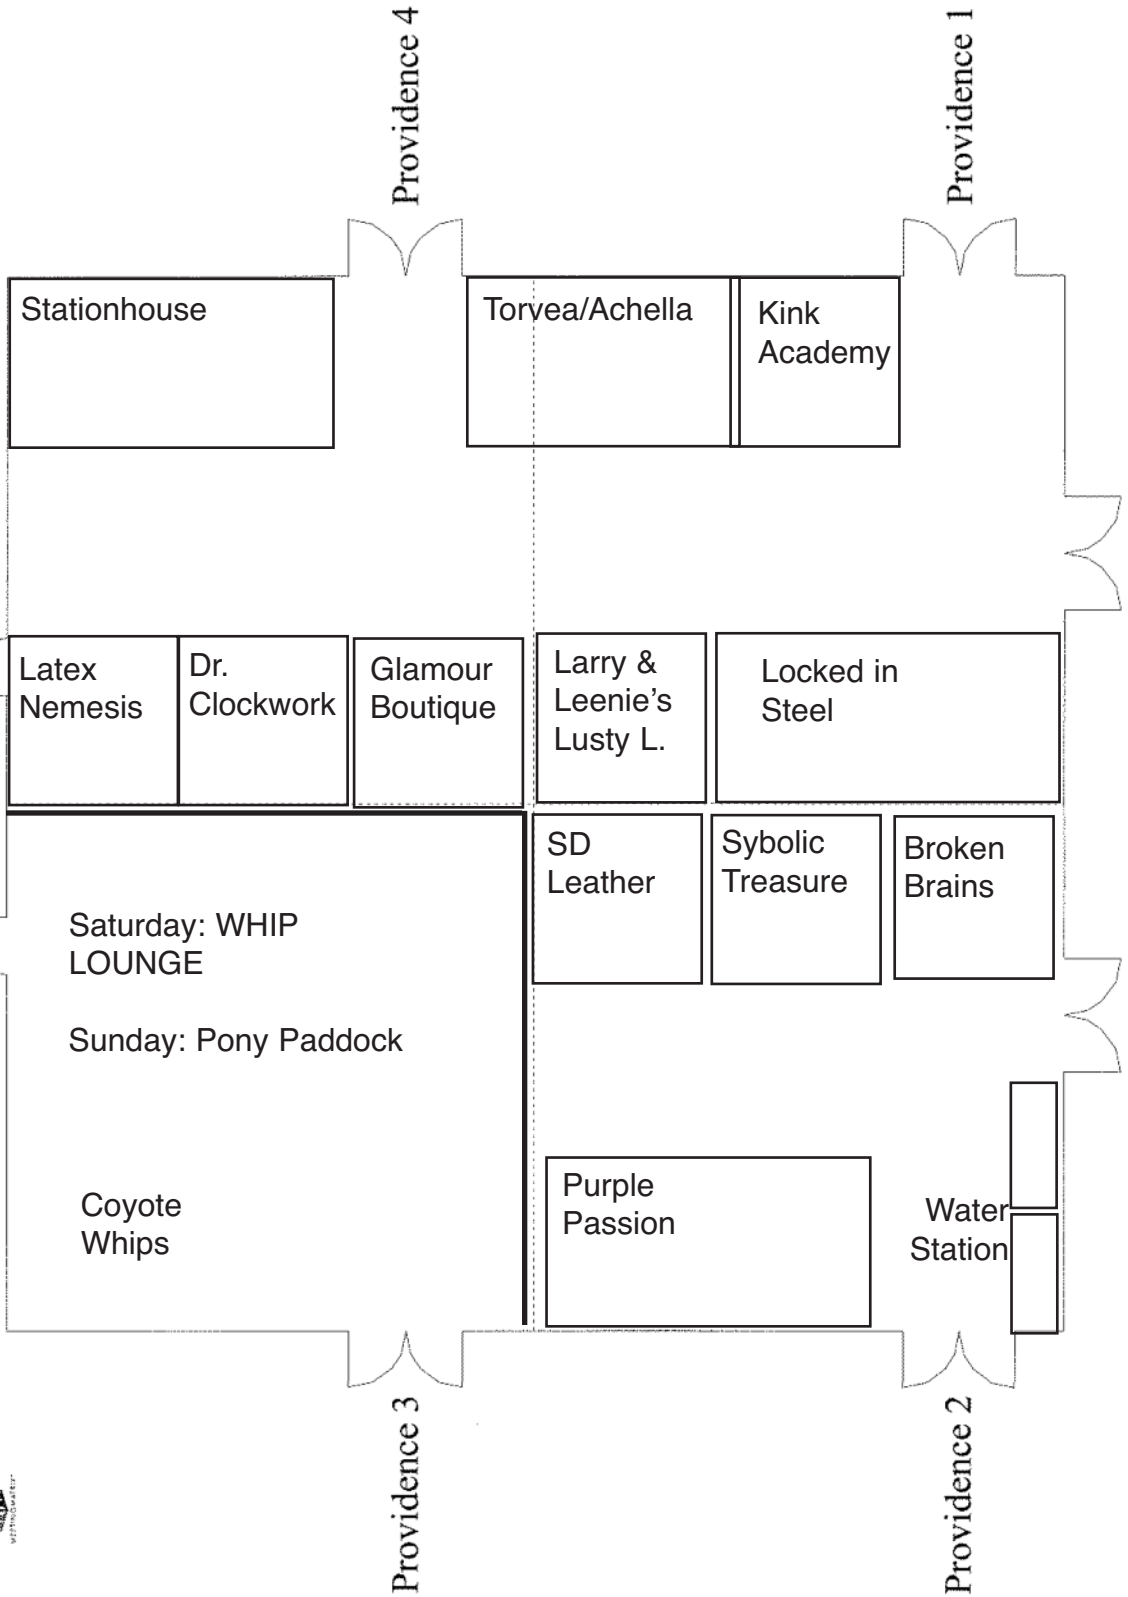 Providence 4
Providence 1
Stationhouse
Torvea/Achella
Kink
Academy
Latex
Nemesis
Dr.
Clockwork
Glamour
Boutique
Larry &
Leenie's
Lusty L.
Locked in
Steel
SD
Leather
Sybolic
Treasure
Broken
Brains
Saturday: WHIP
LOUNGE
Sunday: Pony Paddock
Coyote
Whips
Purple
Passion
Water
Station
Providence 3
Providence 2